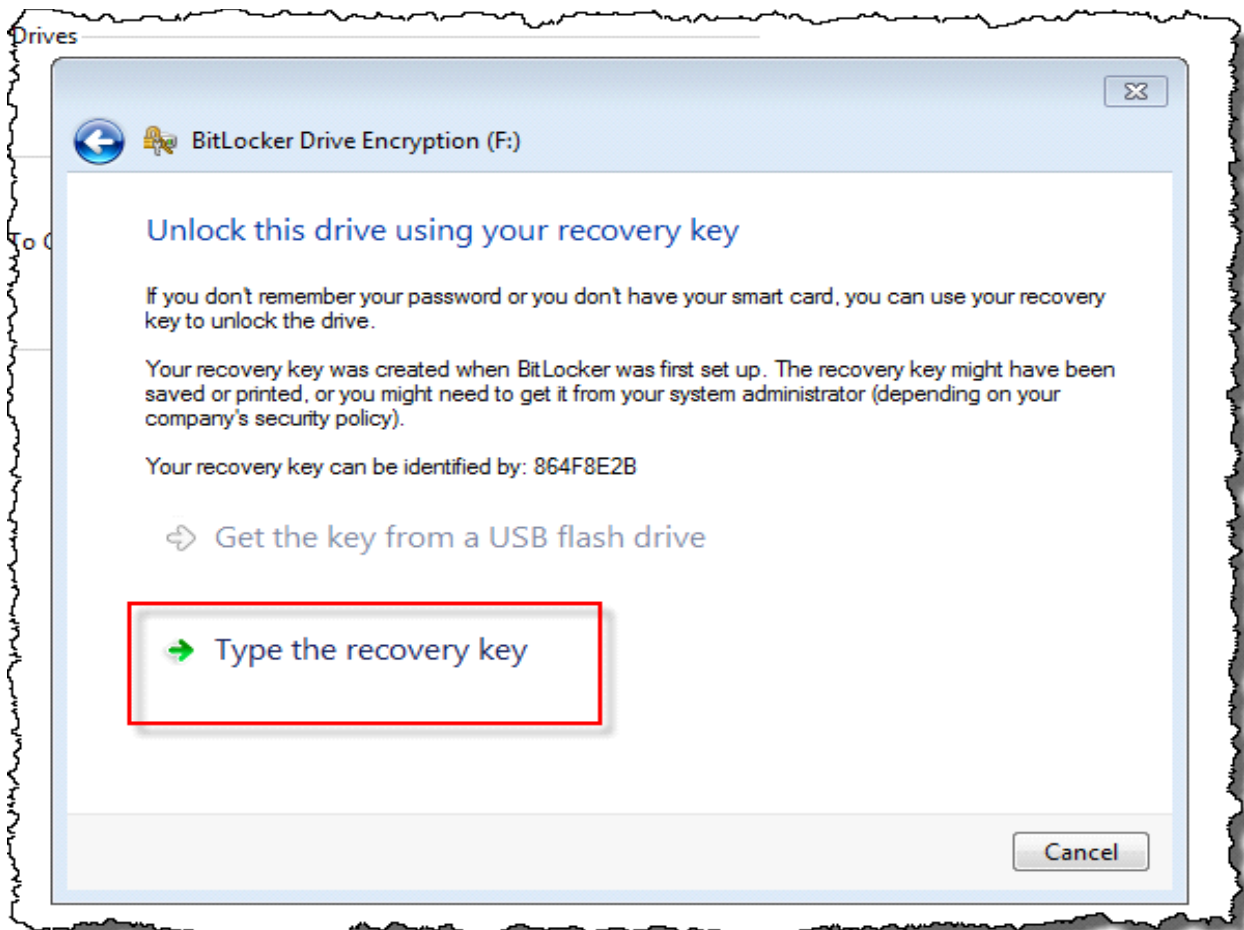 Drives
BitLocker Drive Encryption (F:)
To
Unlock this drive using your recovery key
If you don't remember your password or you don't have your smart card, you can use your recovery
key to unlock the drive.
Your recovery key was created when BitLocker was first set up. The recovery key might have been
saved or printed, or you might need to get it from your system administrator (depending on your
company's security policy).
Your recovery key can be identified by: 864F8E2B
Get the key from a USB flash drive
Type the recovery key
Cancel